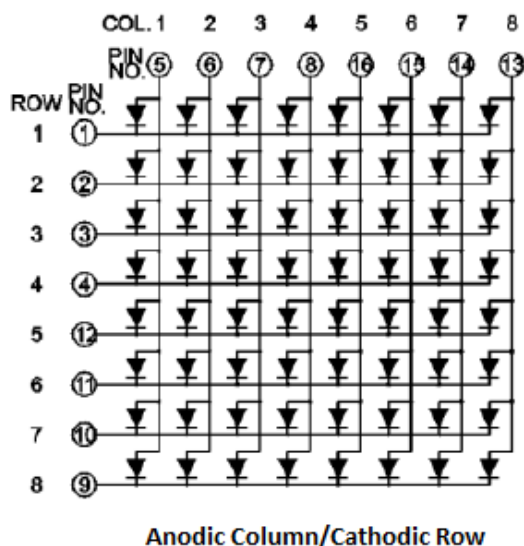 COL. 1 2 3 4 5 6 7 8
PIN NO. 5 6 7 8 16 15 14 13
ROW PIN NO.
1 1
2 2
3 3
4 4
5 12
6 11
7 10
8 9
Anodic Column/Cathodic Row